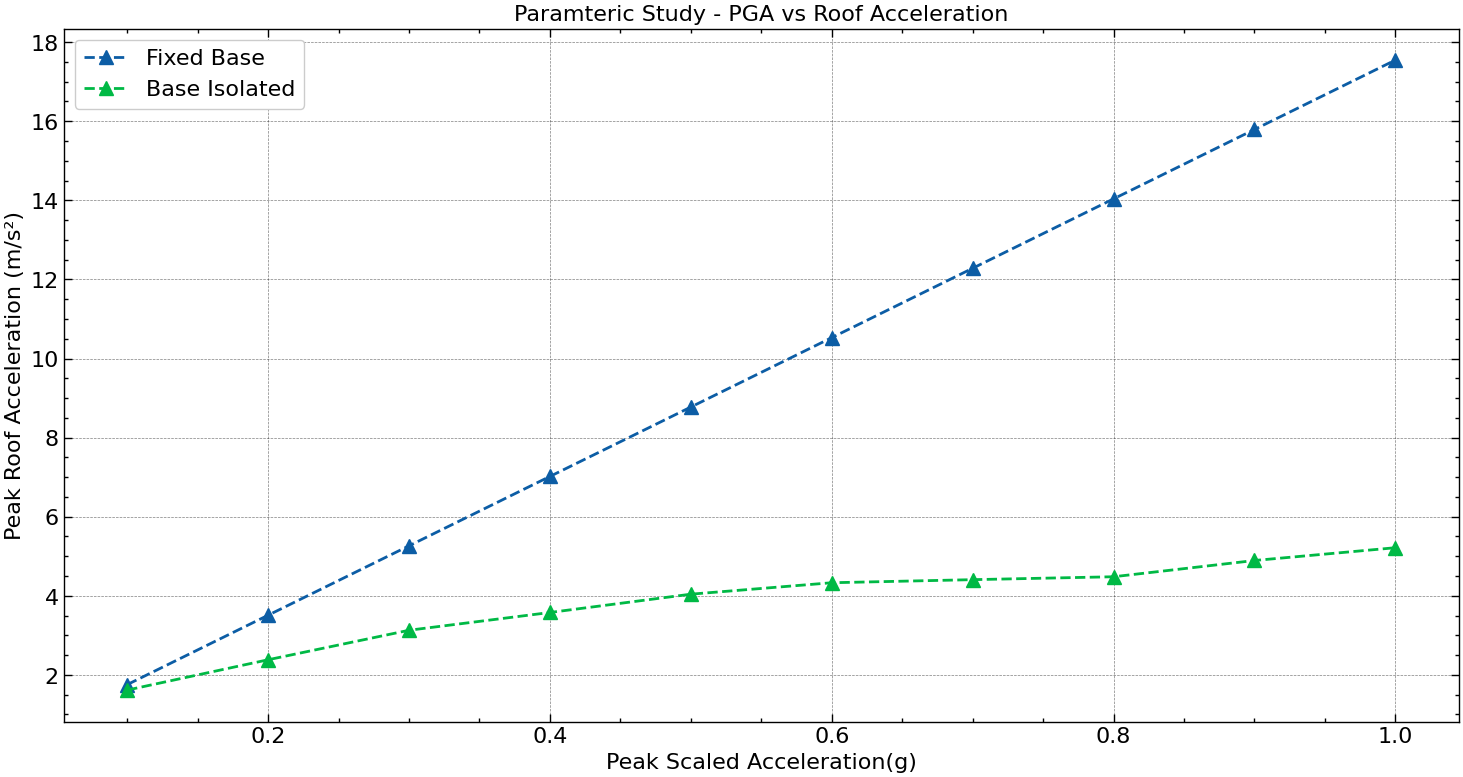 Paramteric Study - PGA vs Roof Acceleration
Fixed Base
Base Isolated
Peak Roof Acceleration (m/s²)
18
16
14
12
10
8
6
4
2
0.2
0.4
0.6
0.8
1.0
Peak Scaled Acceleration(g)